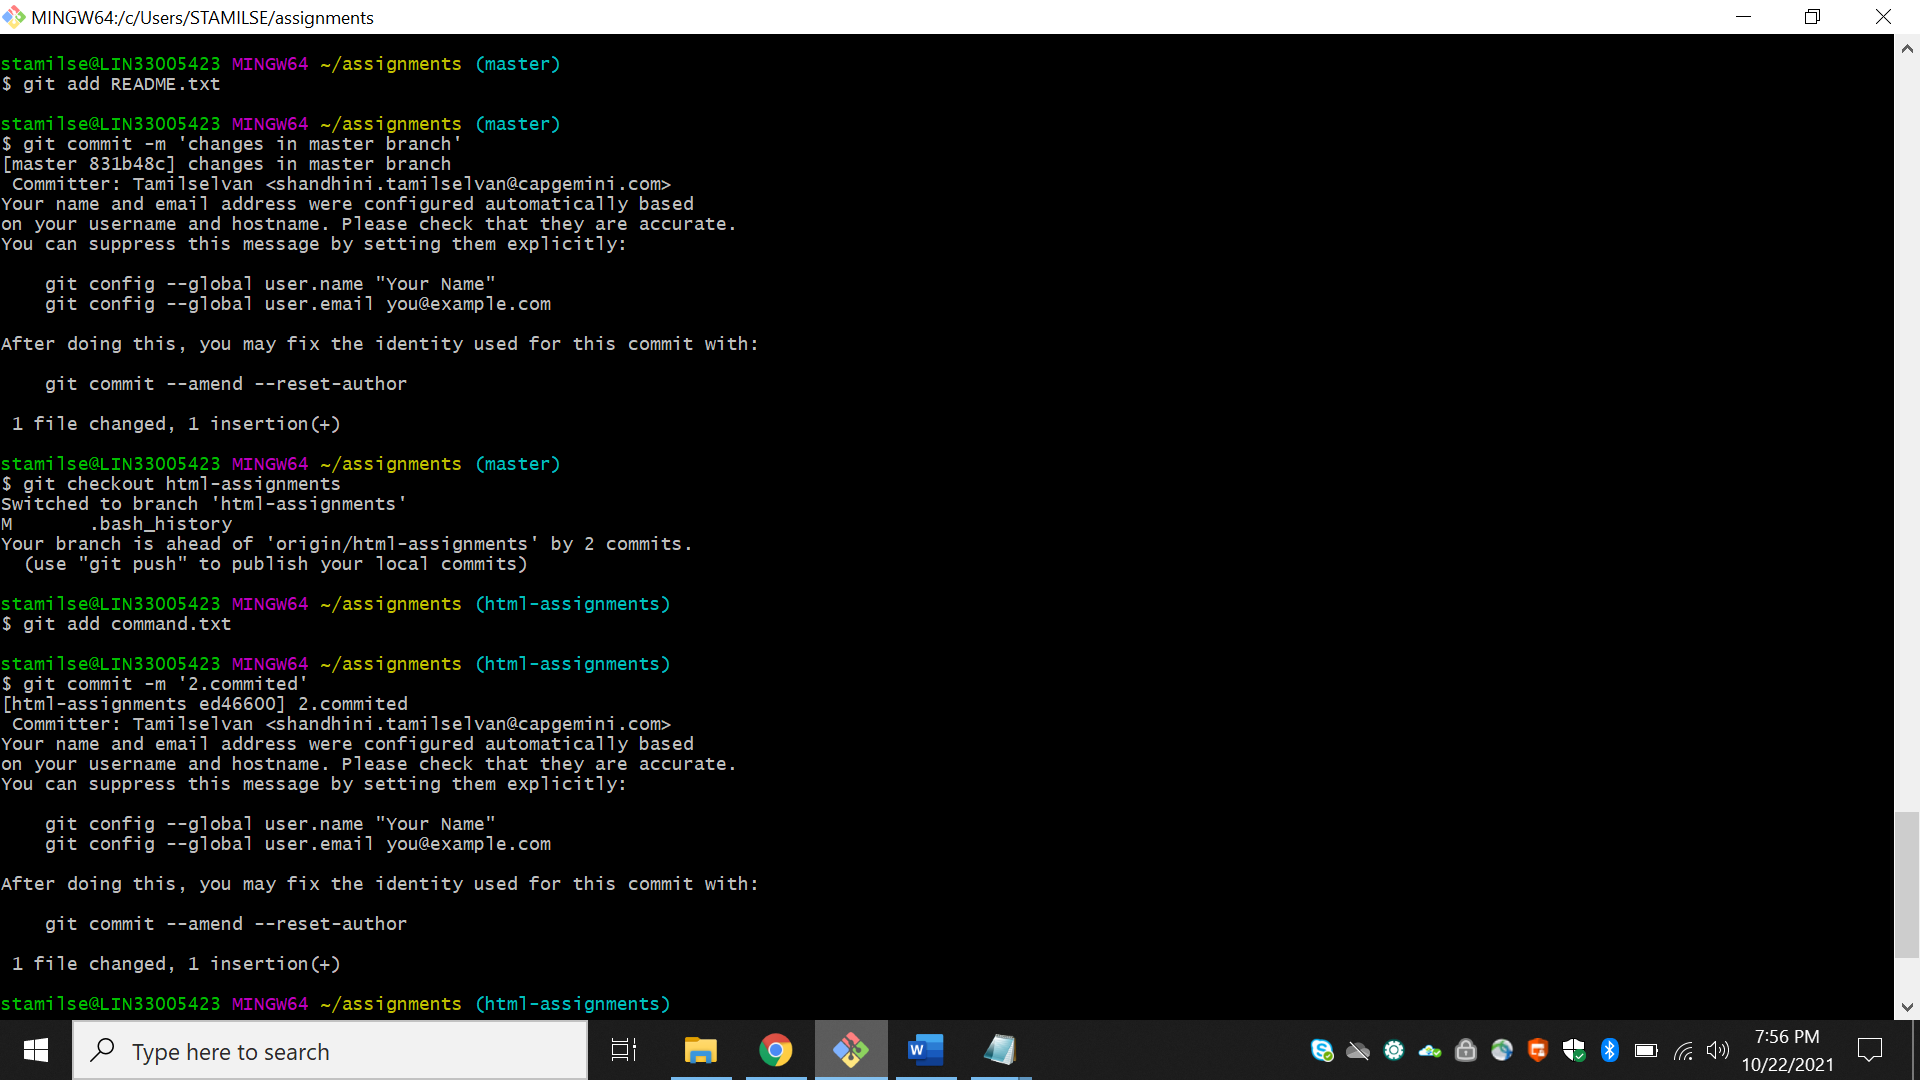 MINGW64:/c/Users/STAMILSE/assignments
stamilse@LIN33005423 MINGW64 ~/assignments (master)
$ git add README.txt
stamilse@LIN33005423 MINGW64 ~/assignments (master)
$ git commit -m 'changes in master branch'
[master 831b48c] changes in master branch
 Committer: Tamilselvan <shandhini.tamilselvan@capgemini.com>
Your name and email address were configured automatically based
on your username and hostname. Please check that they are accurate.
You can suppress this message by setting them explicitly:
    git config --global user.name "Your Name"
    git config --global user.email you@example.com
After doing this, you may fix the identity used for this commit with:
    git commit --amend --reset-author
 1 file changed, 1 insertion(+)
stamilse@LIN33005423 MINGW64 ~/assignments (master)
$ git checkout html-assignments
Switched to branch 'html-assignments'
M       .bash_history
Your branch is ahead of 'origin/html-assignments' by 2 commits.
  (use "git push" to publish your local commits)
stamilse@LIN33005423 MINGW64 ~/assignments (html-assignments)
$ git add command.txt
stamilse@LIN33005423 MINGW64 ~/assignments (html-assignments)
$ git commit -m '2.commited'
[html-assignments ed46600] 2.commited
 Committer: Tamilselvan <shandhini.tamilselvan@capgemini.com>
Your name and email address were configured automatically based
on your username and hostname. Please check that they are accurate.
You can suppress this message by setting them explicitly:
    git config --global user.name "Your Name"
    git config --global user.email you@example.com
After doing this, you may fix the identity used for this commit with:
    git commit --amend --reset-author
 1 file changed, 1 insertion(+)
stamilse@LIN33005423 MINGW64 ~/assignments (html-assignments)
Type here to search
W
7:56 PM
10/22/2021